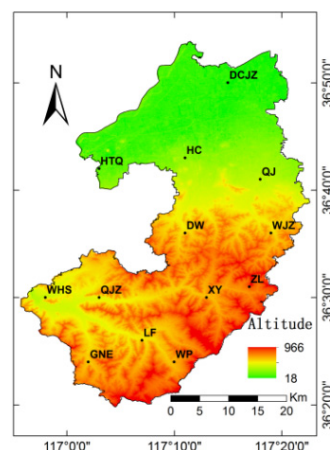 N
DCJZ
36°50'0"
HC
HTQ
QJ
36°40'0"
DW
WJZ
ZL
WHS
QJZ
XY
36°30'0"
Altitude
LF
966
GNE
WP
18
Km
0 5 10 15 20
36°20'0"
117°0'0"
117°10'0"
117°20'0"